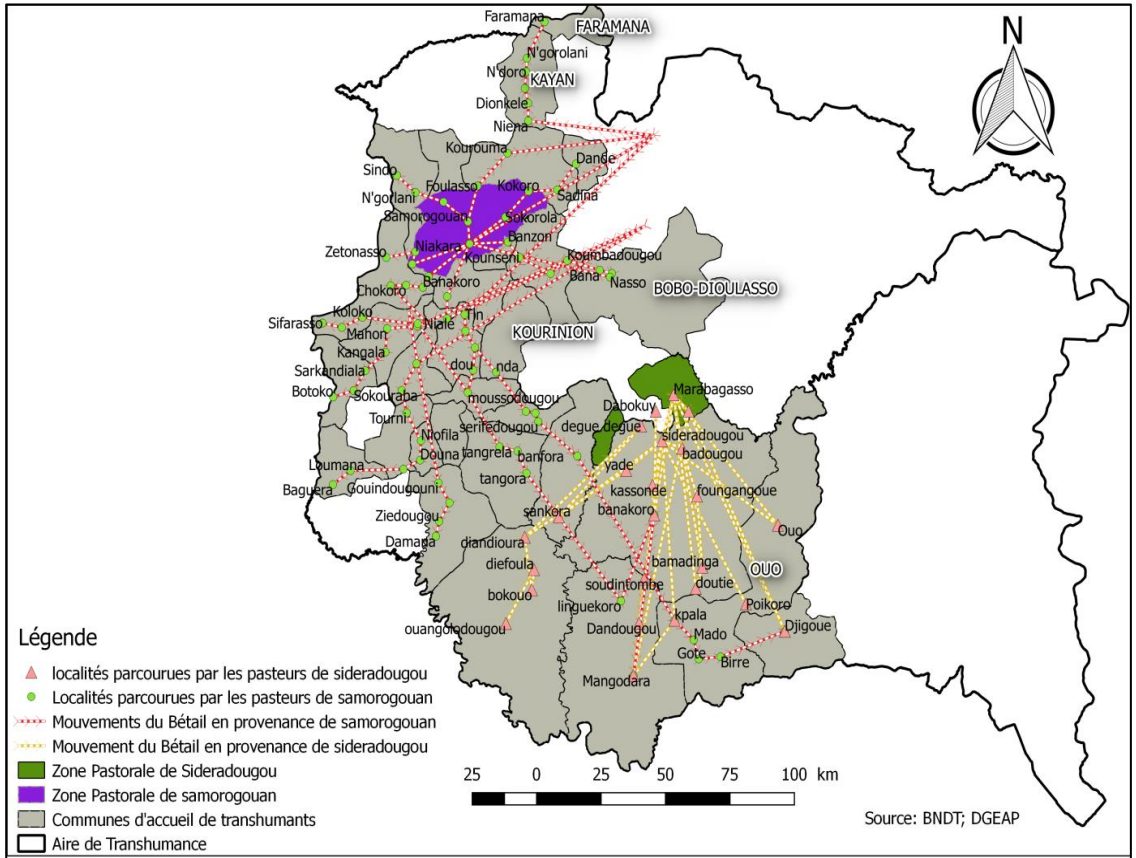 Faramana
FARAMANA
N
N'gorolani
N'doro
KAYAN
Dionkele
Niena
Kourouma
Dande
Sindo
Foulasso
Kokoro
N'gorlani
Sadina
Samorogouan
Sokorola
Banzon
Zetonasso
Niakara
Kounseni
Koumbadougou
Banakoro
Bana
Nasso
Chokoro
BOBO-DIOULASSO
Koloko
Tin
Sifarasso
Niale
KOURINION
Mahon
Kangala
Sarkandiala
dou
nda
Marabagasso
Botoko
Sokouraba
moussodougou
Dabokuy
Tourni
serifedougou
degue degue
sideradougou
Niofila
badougou
Douna
tangrela
banfora
Loumana
yade
Baguera
Gouindougouni
tangora
kassonde
foungangoue
Ziedougou
sankora
banakoro
Ouo
Damana
diandioura
diefoula
bamadinga
OUO
soudintombe
doutie
bokouo
linguekoro
Poikoro
ouangolodougou
Dandougou
kpala
Djigoue
Mado
Gote
Birre
Mangodara
Légende
localités parcourues par les pasteurs de sideradougou
Localités parcourues par les pasteurs de samorogouan
Mouvements du Bétail en provenance de samorogouan
Mouvement du Bétail en provenance de sideradougou
Zone Pastorale de Sideradougou
Zone Pastorale de samorogouan
Communes d'accueil de transhumants
Aire de Transhumance
25 0 25 50 75 100 km
Source: BNDT; DGEAP